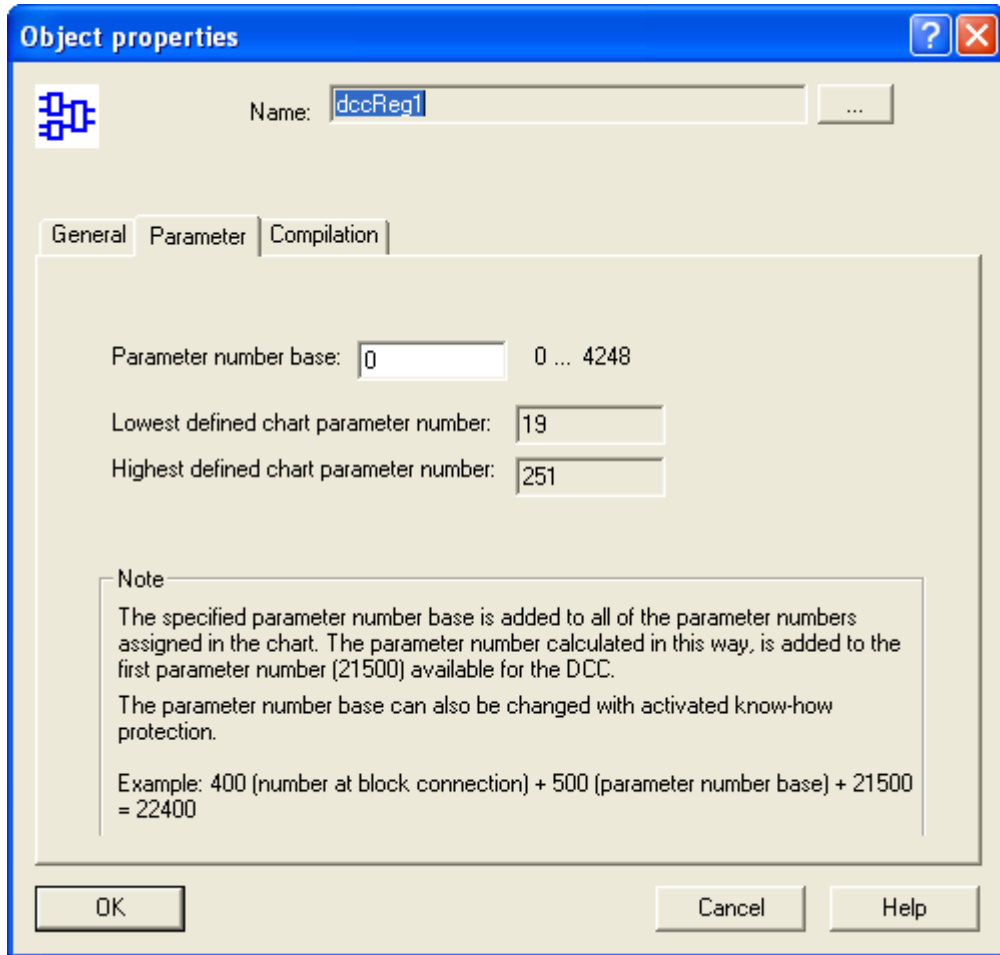 Object properties
Name: dccReg1 ...
General Parameter Compilation
Parameter number base: 0 0 ... 4248
Lowest defined chart parameter number: 19
Highest defined chart parameter number: 251
Note
The specified parameter number base is added to all of the parameter numbers
assigned in the chart. The parameter number calculated in this way, is added to the
first parameter number (21500) available for the DCC.
The parameter number base can also be changed with activated know-how
protection.
Example: 400 (number at block connection) + 500 (parameter number base) + 21500
= 22400
OK Cancel Help